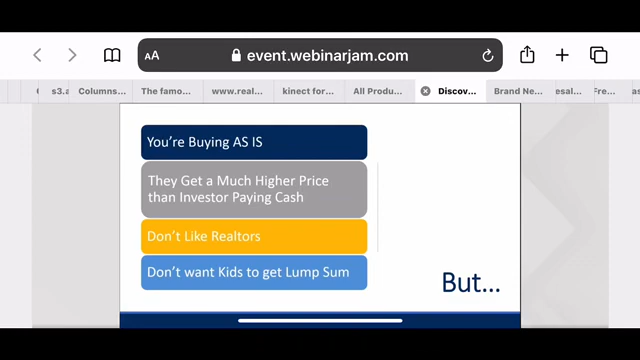 AA
event.webinarjam.com
s3.a
Columns...
The famo...
www.real...
kinect for...
All Produ...
Discov...
Brand Ne...
esal...
Fre...
You're Buying AS IS
They Get a Much Higher Price
than Investor Paying Cash
Don't Like Realtors
Don't want Kids to get Lump Sum
But...